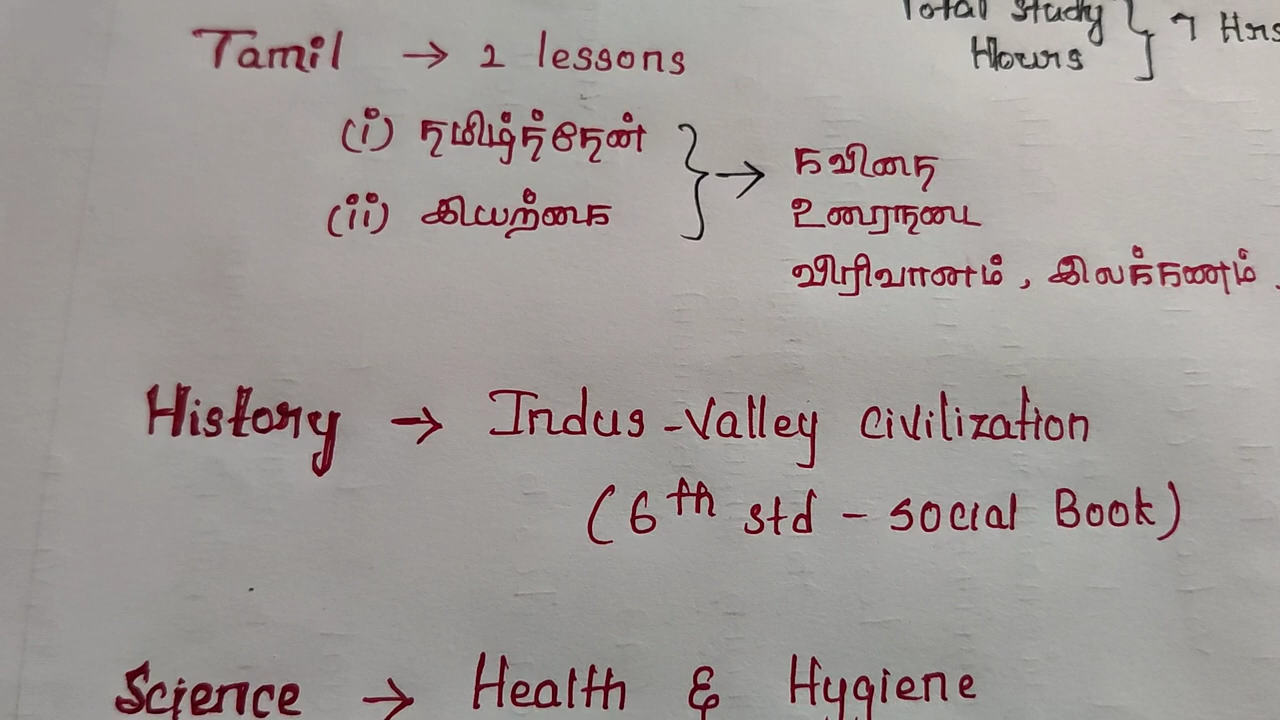 Total Study Hours } 7 Hrs
Tamil → 2 lessons
(i) தமிழ்த்தேன்
(ii) இயற்கை
} → கவிதை
உரைநடை
விரிவானம், இலக்கணம்.
History → Indus-Valley Civilization
(6th std - Social Book)
Science → Health & Hygiene